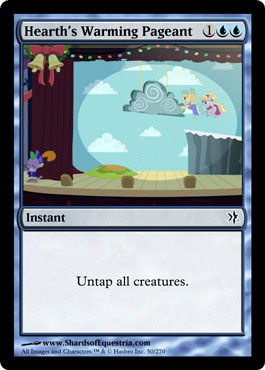 Hearth's Warming Pageant 1
Instant
Untap all creatures.
www.ShardsofEquestria.com
All Images and Characters ™ & © Hasbro Inc. 50/270